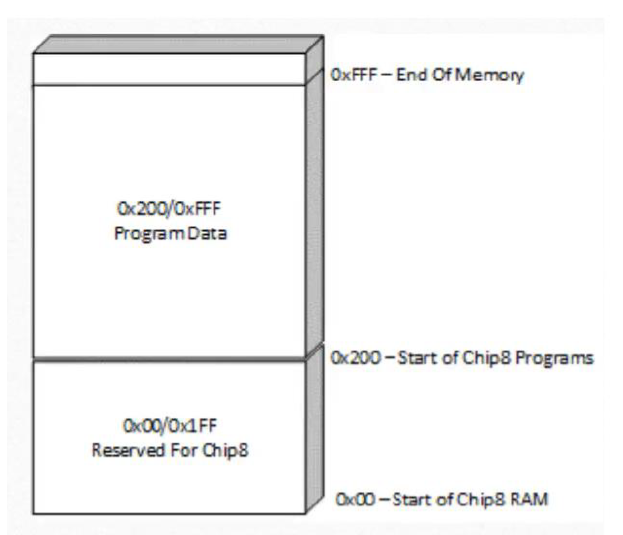 0xFFF – End Of Memory
0x200/0xFFF
Program Data
0x200 – Start of Chip8 Programs
0x00/0x1FF
Reserved For Chip8
0x00 – Start of Chip8 RAM